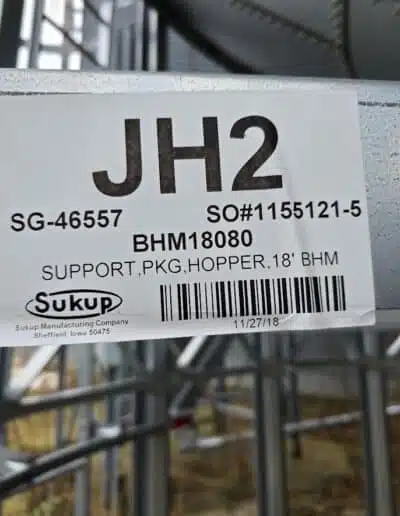 JH2
SG-46557 SO#1155121-5
BHM18080
SUPPORT,PKG,HOPPER,18' BHM
Sukup
Sukup Manufacturing Company
Sheffield, Iowa 50475
11/27/18